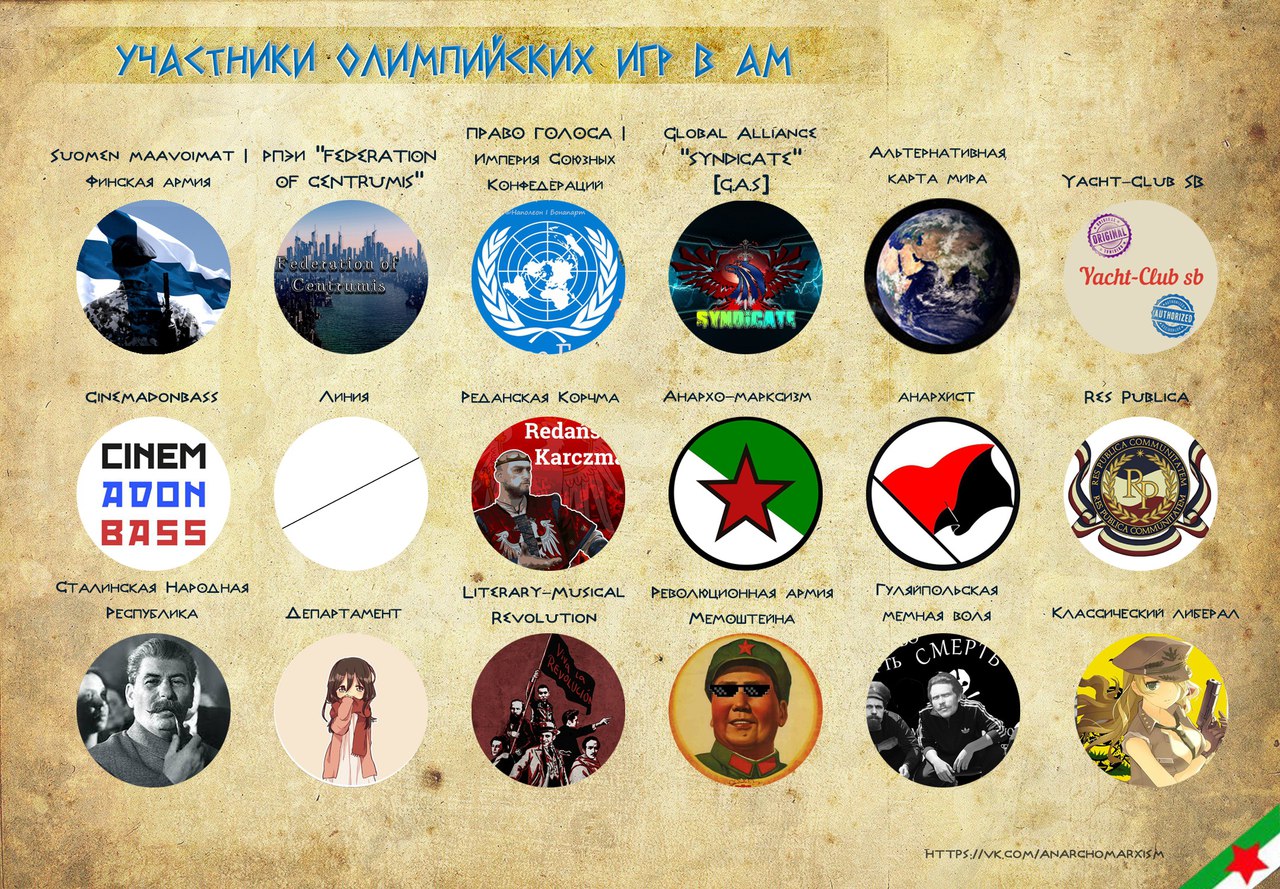 УЧАСТНИКИ ОЛИМПИЙСКИХ ИГР В АМ
SUOMEN MAAVOIMAT |
ФИНСКАЯ АРМИЯ
РПЭИ "FEDERATION
OF CENTRUMIS"
ПРАВО ГОЛОСА |
ИМПЕРИЯ СОЮЗНЫХ
КОНФЕДЕРАЦИЙ
GLOBAL ALLIANCE
"SYNDICATE"
[G.A.S]
АЛЬТЕРНАТИВНАЯ
КАРТА МИРА
YACHT-CLUB SB
Federation of
Centrumis
Наполеон I Бонапарт
SYNDICATE
ORIGINAL
Yacht-Club sb
AUTHORIZED
CINEMADONBASS
ЛИНИЯ
РЕДАНСКАЯ КОРЧМА
АНАРХО-МАРКСИЗМ
АНАРХИСТ
RES PUBLICA
CINEM
ADON
BASS
Redańs
Karczma
RES PUBLICA COMMUNITATEM
RP
RES PUBLICA COMMUNITATEM
СТАЛИНСКАЯ НАРОДНАЯ
РЕСПУБЛИКА
ДЕПАРТАМЕНТ
LITERARY-MUSICAL
REVOLUTION
РЕВОЛЮЦИОННАЯ АРМИЯ
МЕМОШТЕЙНА
ГУЛЯЙПОЛЬСКАЯ
МЕМНАЯ ВОЛЯ
КЛАССИЧЕСКИЙ ЛИБЕРАЛ
VIVA LA
REVOLUCIÓN
ТЬ СМЕРТЬ
HTTPS://VK.COM/ANARCHOMARXISM